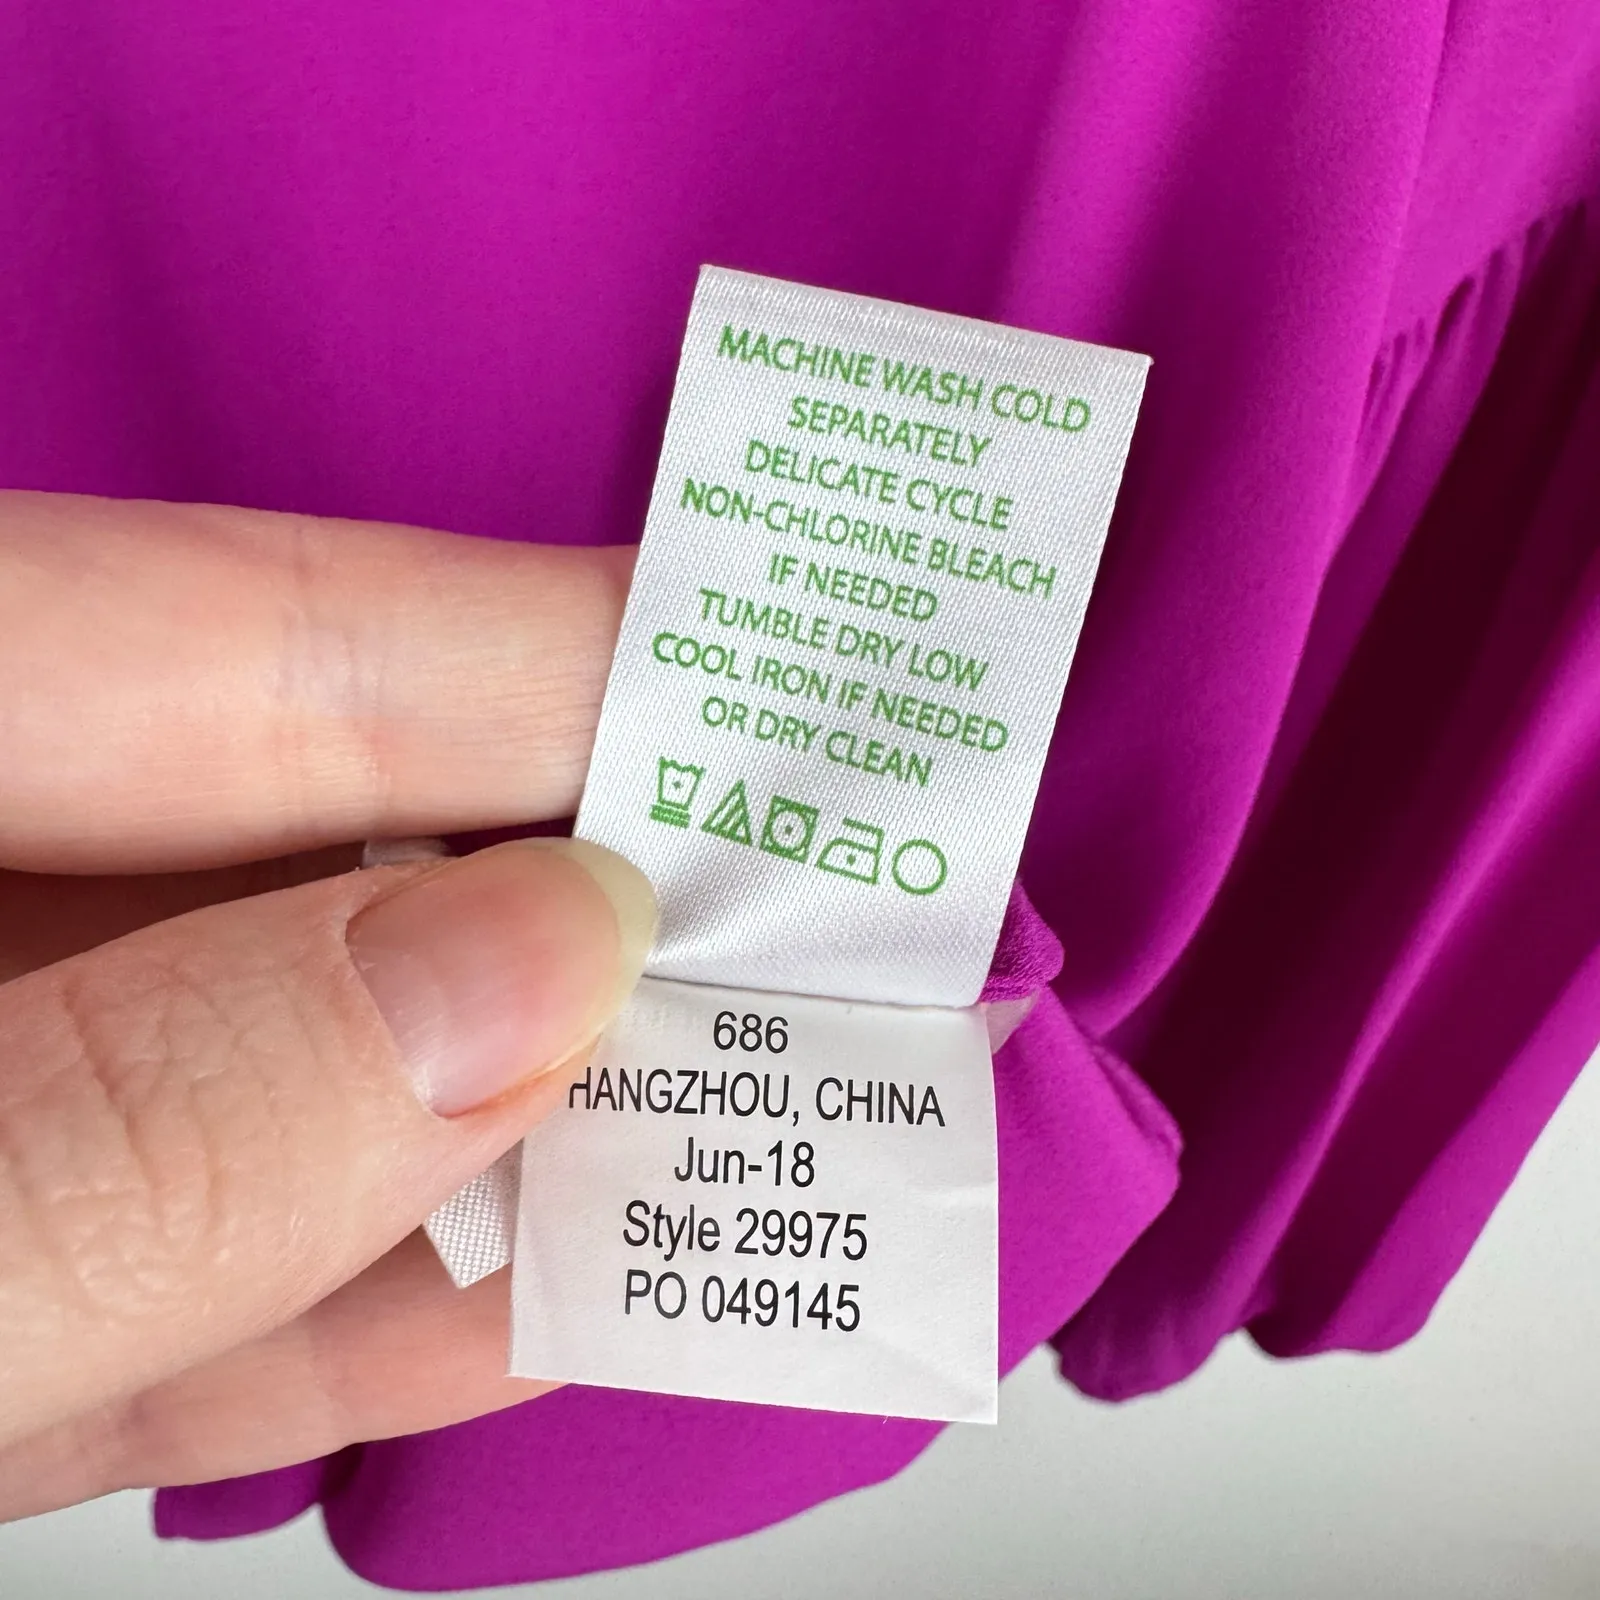 MACHINE WASH COLD
SEPARATELY
DELICATE CYCLE
NON-CHLORINE BLEACH
IF NEEDED
TUMBLE DRY LOW
COOL IRON IF NEEDED
OR DRY CLEAN
686
HANGZHOU, CHINA
Jun-18
Style 29975
PO 049145